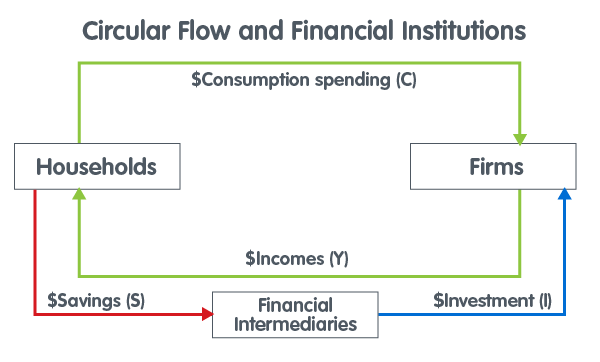 Circular Flow and Financial Institutions
$Consumption spending (C)
Households
Firms
$Incomes (Y)
$Savings (S)
Financial
Intermediaries
$Investment (I)